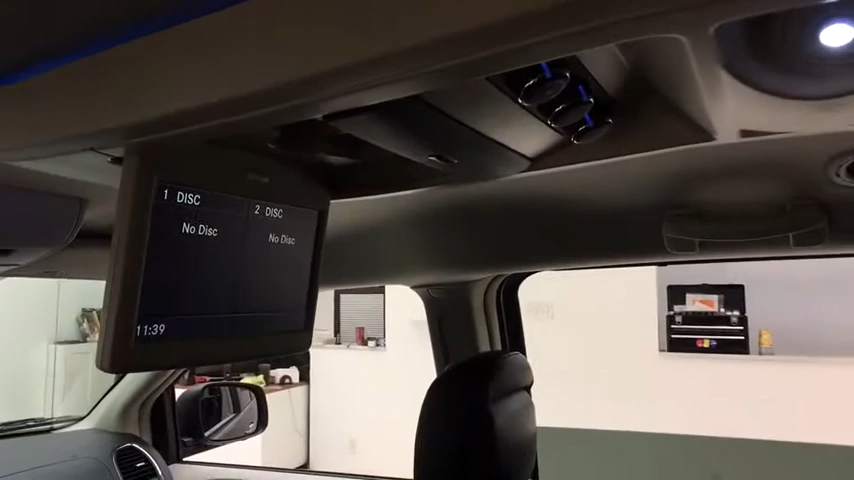 1 DISC
2 DISC
No Disc
No Disc
11:39